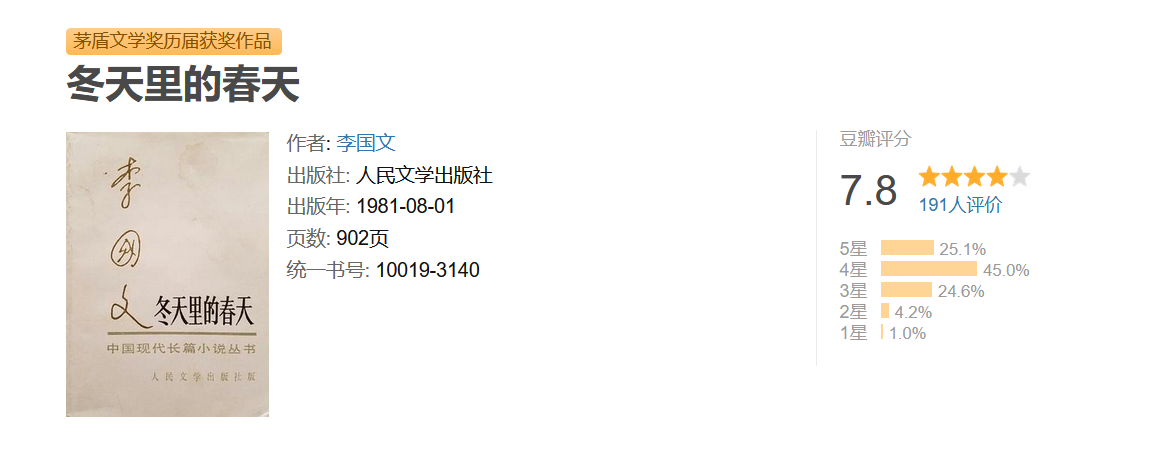 茅盾文学奖历届获奖作品
冬天里的春天
李国文
冬天里的春天
中国现代长篇小说丛书
人民文学出版社版
作者: 李国文
出版社: 人民文学出版社
出版年: 1981-08-01
页数: 902页
统一书号: 10019-3140
豆瓣评分
7.8
191人评价
5星 25.1%
4星 45.0%
3星 24.6%
2星 4.2%
1星 1.0%